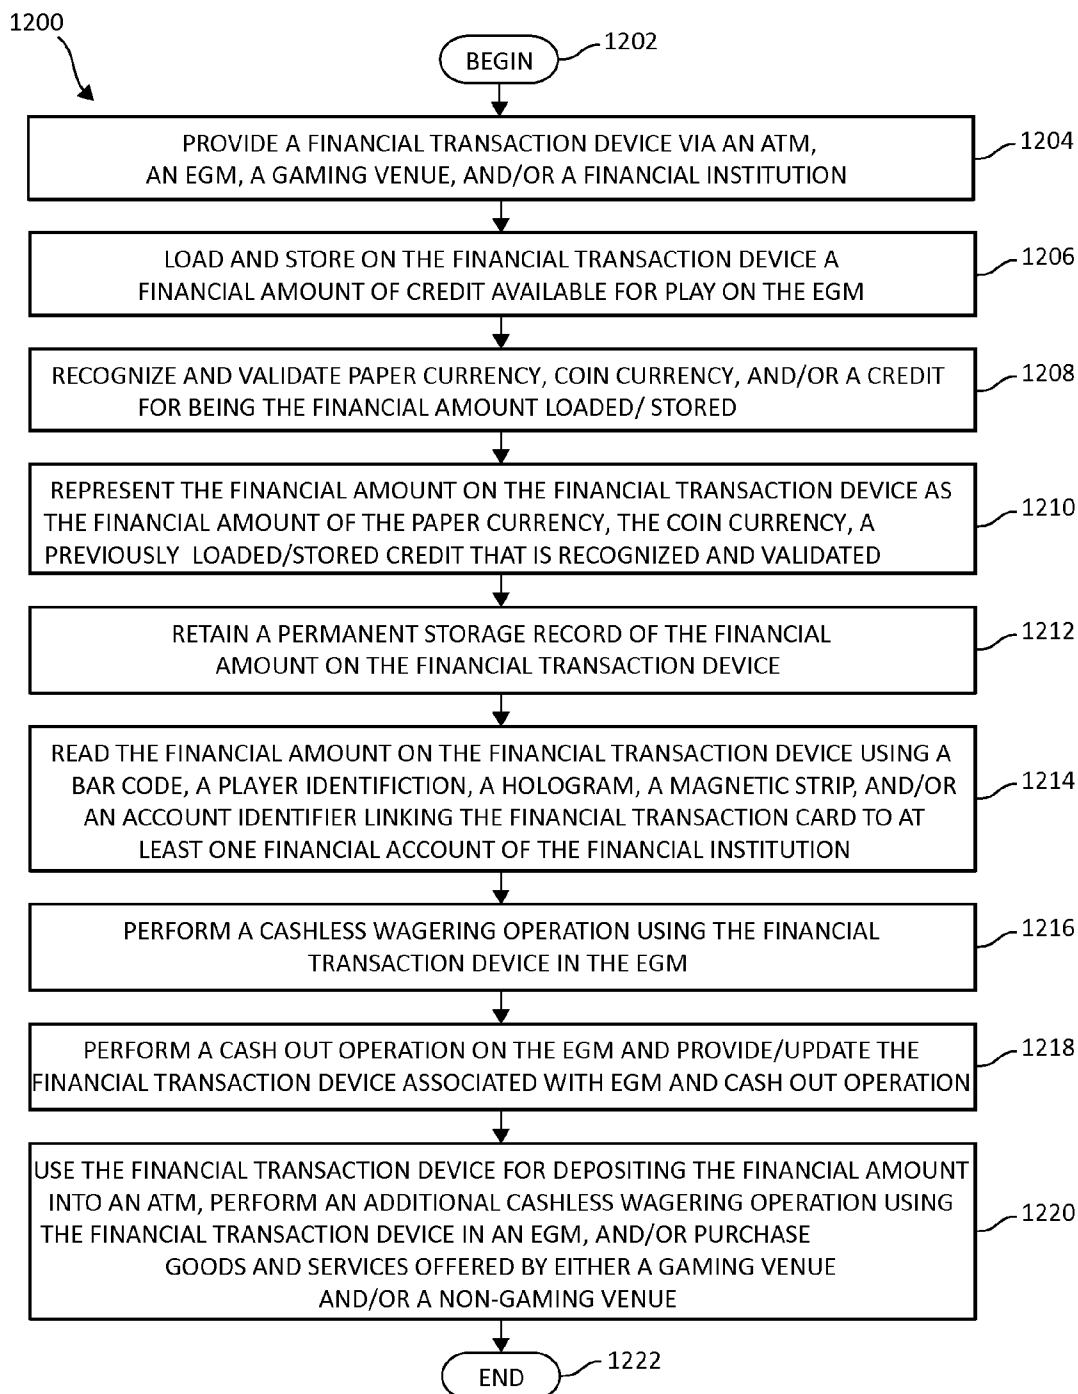 1200
BEGIN
1202
PROVIDE A FINANCIAL TRANSACTION DEVICE VIA AN ATM,
AN EGM, A GAMING VENUE, AND/OR A FINANCIAL INSTITUTION
1204
LOAD AND STORE ON THE FINANCIAL TRANSACTION DEVICE A
FINANCIAL AMOUNT OF CREDIT AVAILABLE FOR PLAY ON THE EGM
1206
RECOGNIZE AND VALIDATE PAPER CURRENCY, COIN CURRENCY, AND/OR A CREDIT
FOR BEING THE FINANCIAL AMOUNT LOADED/ STORED
1208
REPRESENT THE FINANCIAL AMOUNT ON THE FINANCIAL TRANSACTION DEVICE AS
THE FINANCIAL AMOUNT OF THE PAPER CURRENCY, THE COIN CURRENCY, A
PREVIOUSLY LOADED/STORED CREDIT THAT IS RECOGNIZED AND VALIDATED
1210
RETAIN A PERMANENT STORAGE RECORD OF THE FINANCIAL
AMOUNT ON THE FINANCIAL TRANSACTION DEVICE
1212
READ THE FINANCIAL AMOUNT ON THE FINANCIAL TRANSACTION DEVICE USING A
BAR CODE, A PLAYER IDENTIFICTION, A HOLOGRAM, A MAGNETIC STRIP, AND/OR
AN ACCOUNT IDENTIFIER LINKING THE FINANCIAL TRANSACTION CARD TO AT
LEAST ONE FINANCIAL ACCOUNT OF THE FINANCIAL INSTITUTION
1214
PERFORM A CASHLESS WAGERING OPERATION USING THE FINANCIAL
TRANSACTION DEVICE IN THE EGM
1216
PERFORM A CASH OUT OPERATION ON THE EGM AND PROVIDE/UPDATE THE
FINANCIAL TRANSACTION DEVICE ASSOCIATED WITH EGM AND CASH OUT OPERATION
1218
USE THE FINANCIAL TRANSACTION DEVICE FOR DEPOSITING THE FINANCIAL AMOUNT
INTO AN ATM, PERFORM AN ADDITIONAL CASHLESS WAGERING OPERATION USING
THE FINANCIAL TRANSACTION DEVICE IN AN EGM, AND/OR PURCHASE
GOODS AND SERVICES OFFERED BY EITHER A GAMING VENUE
AND/OR A NON-GAMING VENUE
1220
END
1222